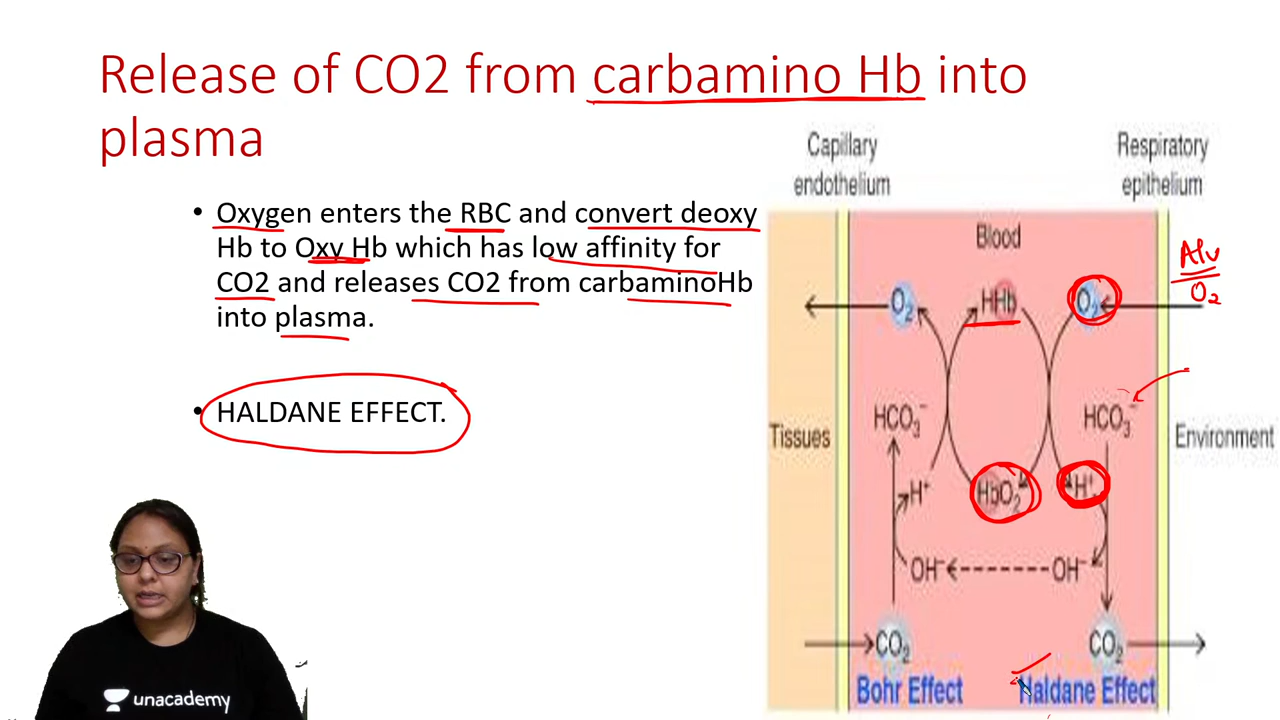 Release of CO2 from carbamino Hb into
plasma
• Oxygen enters the RBC and convert deoxy
Hb to Oxy Hb which has low affinity for
CO2 and releases CO2 from carbaminoHb
into plasma.
• HALDANE EFFECT.
Capillary
endothelium
Respiratory
epithelium
Blood
Alv
O₂
O₂
HHb
O₂
HCO₃⁻
HCO₃⁻
Tissues
Environment
H⁺
HbO₂
H⁺
OH⁻
OH⁻
CO₂
CO₂
Bohr Effect
Haldane Effect
unacademy